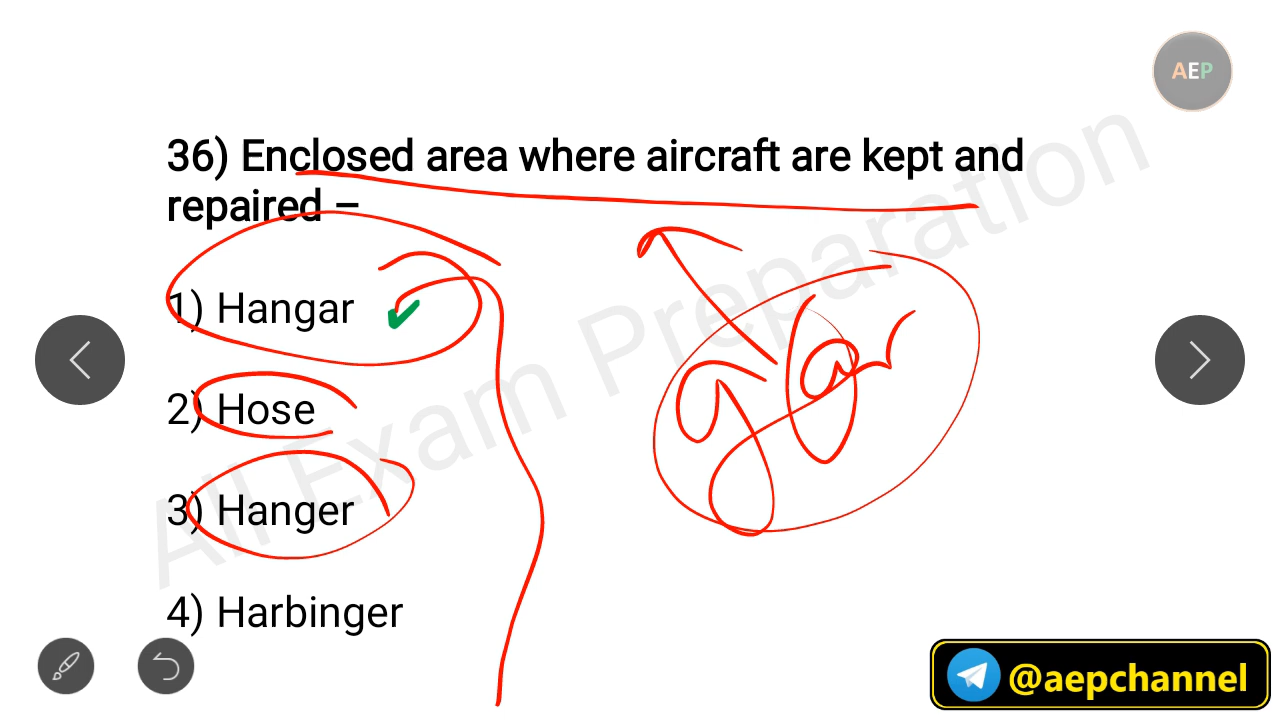 AEP
36) Enclosed area where aircraft are kept and
repaired –
1) Hangar ✔
2) Hose
3) Hanger
4) Harbinger
gar
All Exam Preparation
@aepchannel